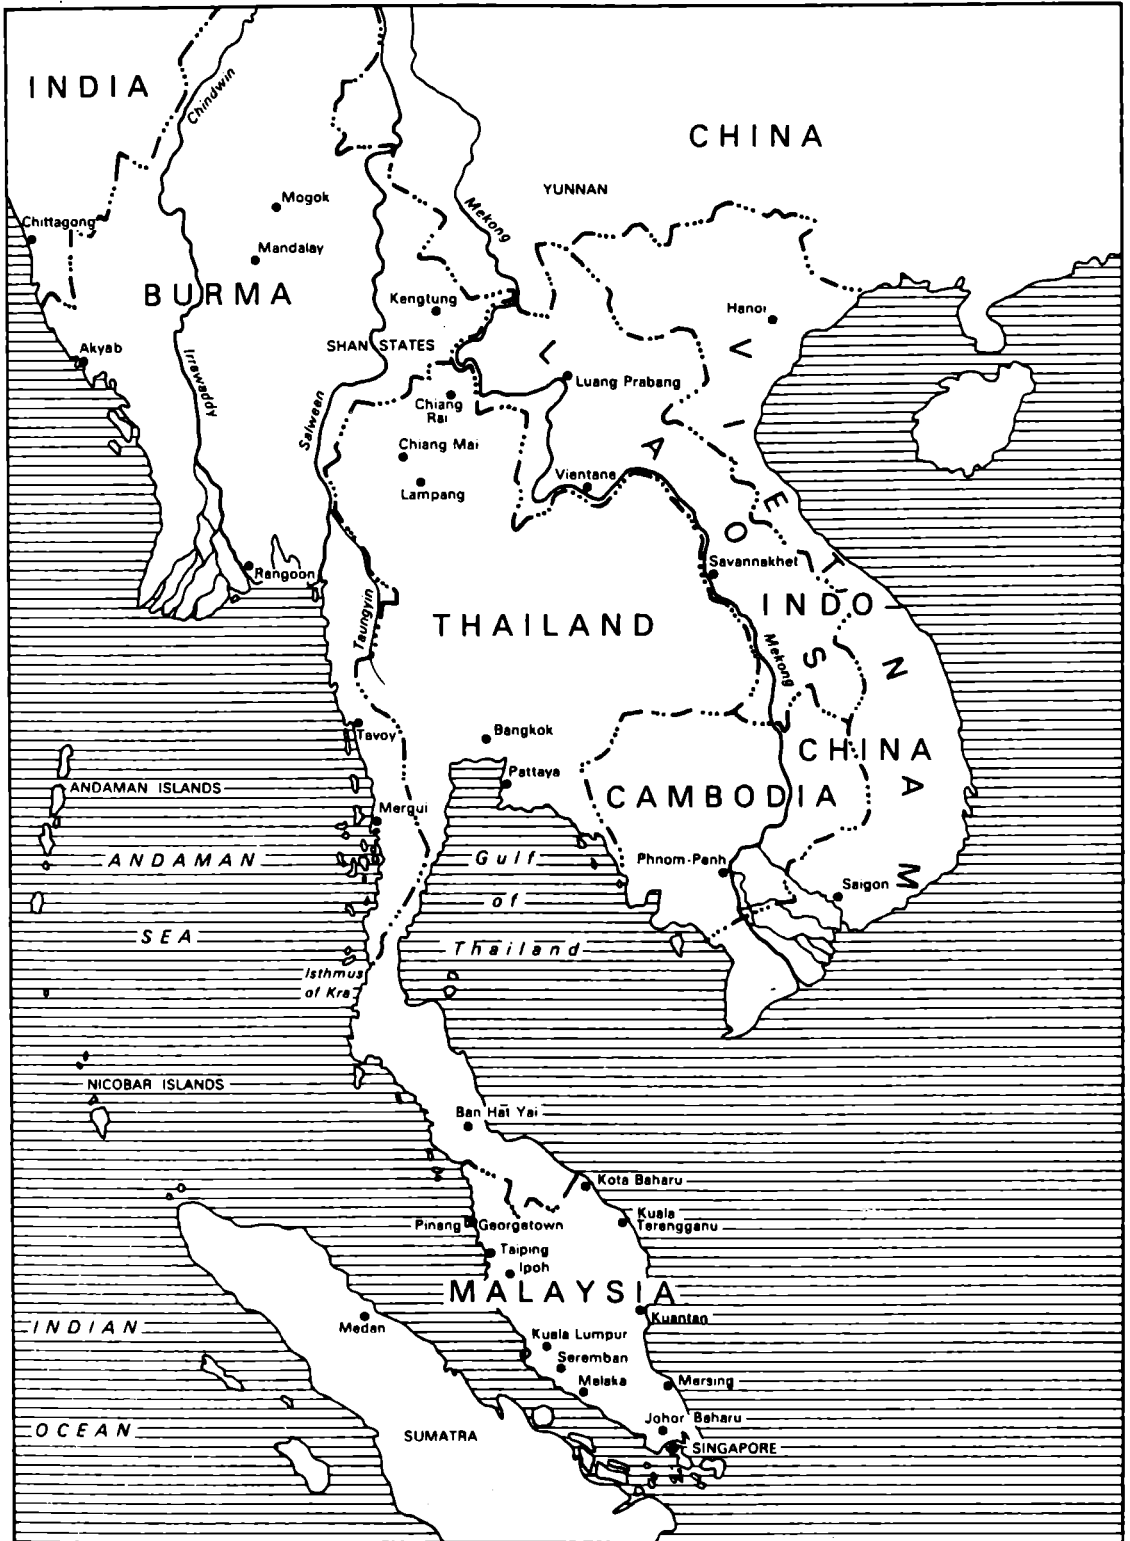 INDIA
Chindwin
CHINA
YUNNAN
Mogok
Mekong
Chittagong
Mandalay
BURMA
Kengtung
Hanoi
Akyab
SHAN STATES
Irrawaddy
Luang Prabang
Chiang
Rai
Salween
Chiang Mai
Lampang
Vientane
LAOS
VIETNAM
Rangoon
Savannakhet
Taungyin
THAILAND
INDO
Mekong
Tavoy
Bangkok
CHINA
Pattaya
ANDAMAN ISLANDS
CAMBODIA
Mergui
ANDAMAN
SEA
Gulf
of
Thailand
Phnom-Penh
Saigon
Isthmus
of Kra
NICOBAR ISLANDS
Ban Hat Yai
Kota Baharu
Pinang
Georgetown
Kuala
Terengganu
Taiping
Ipoh
MALAYSIA
Kuantan
INDIAN
OCEAN
Medan
Kuala Lumpur
Seremban
Melaka
Mersing
Johor Baharu
SUMATRA
SINGAPORE